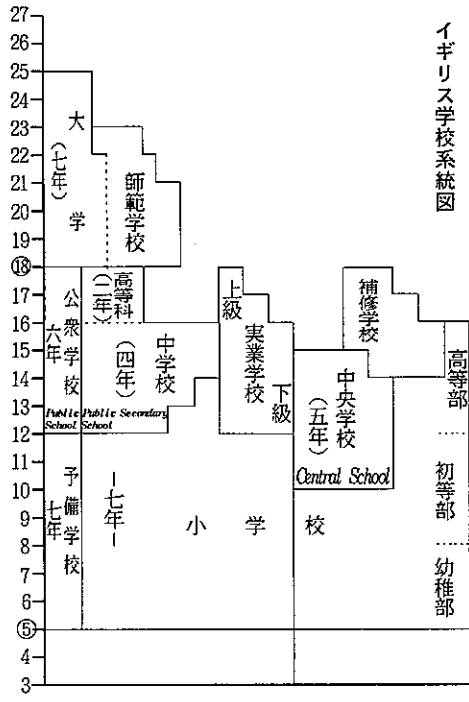 イギリス学校系統図
27
26
25
24
23
22
21
20
19
⑱
17
16
15
14
13
12
11
10
9
8
7
6
⑤
4
3
大学
（七年）
師範学校
公衆学校
六年
Public School
高等科
（二年）
中学校
（四年）
Public Secondary School
上級
実業学校
下級
補修学校
中央学校
（五年）
Central School
高等部
初等部
幼稚部
予備学校
七年
―七年―
小学校